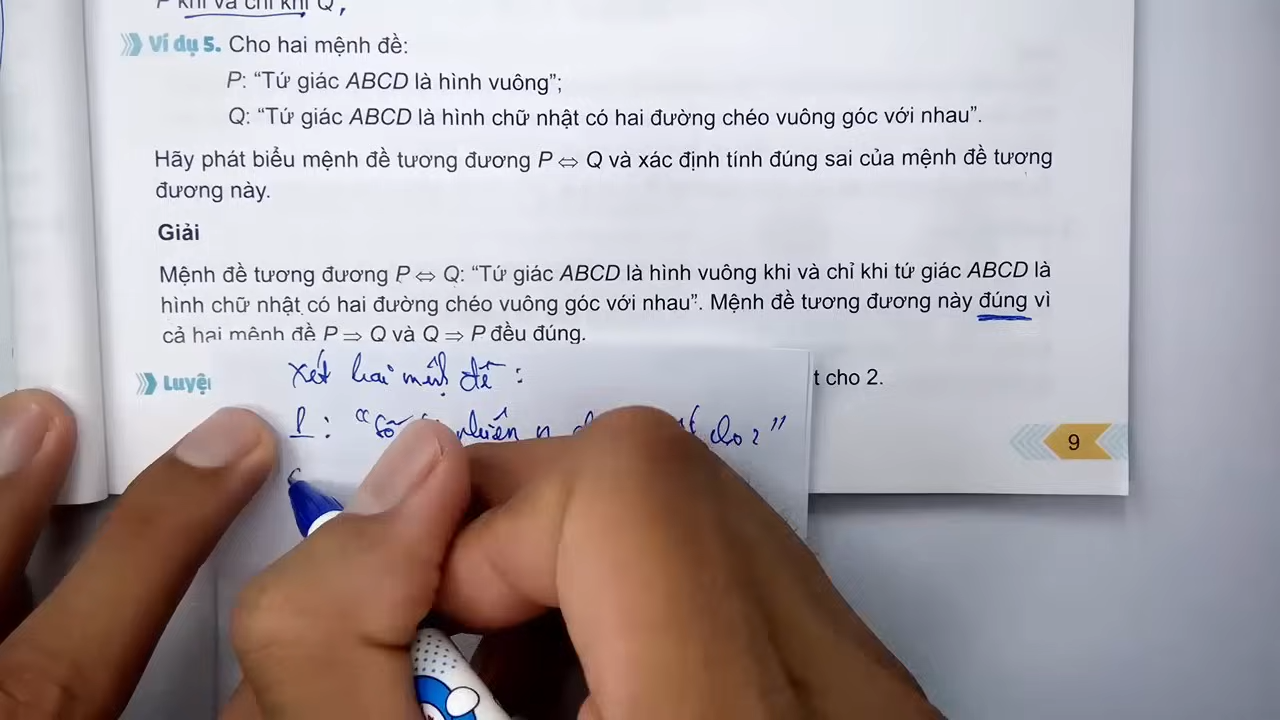 khi và chỉ khi Q,
Ví dụ 5. Cho hai mệnh đề:
P: “Tứ giác ABCD là hình vuông”;
Q: “Tứ giác ABCD là hình chữ nhật có hai đường chéo vuông góc với nhau”.
Hãy phát biểu mệnh đề tương đương P ⇔ Q và xác định tính đúng sai của mệnh đề tương
đương này.
Giải
Mệnh đề tương đương P ⇔ Q: “Tứ giác ABCD là hình vuông khi và chỉ khi tứ giác ABCD là
hình chữ nhật có hai đường chéo vuông góc với nhau”. Mệnh đề tương đương này đúng vì
cả hai mệnh đề P ⇒ Q và Q ⇒ P đều đúng.
xét hai mệnh đề :
Luyệ t cho 2.
P : “Số nhiên n cho 2”
9